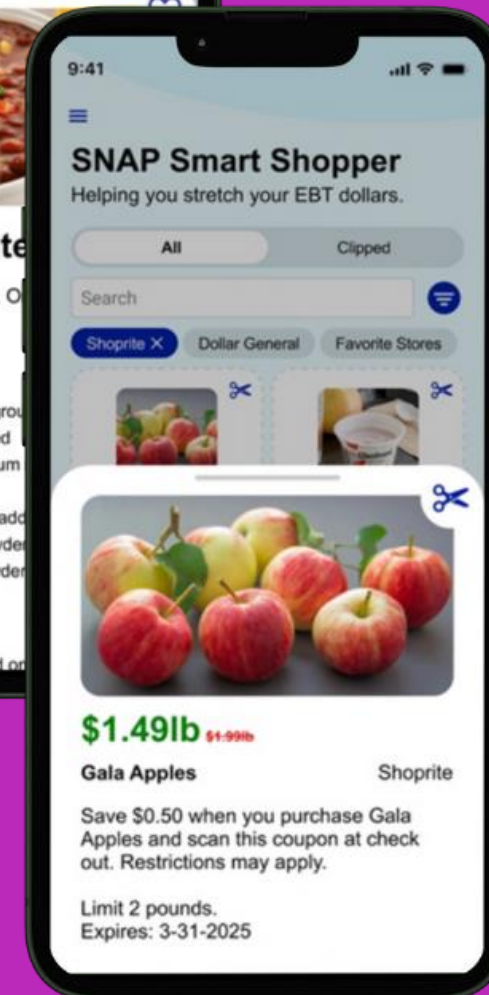 9:41
SNAP Smart Shopper
Helping you stretch your EBT dollars.
All
Clipped
Search
Shoprite X
Dollar General
Favorite Stores
$1.49lb $1.99lb
Gala Apples
Shoprite
Save $0.50 when you purchase Gala
Apples and scan this coupon at check
out. Restrictions may apply.
Limit 2 pounds.
Expires: 3-31-2025